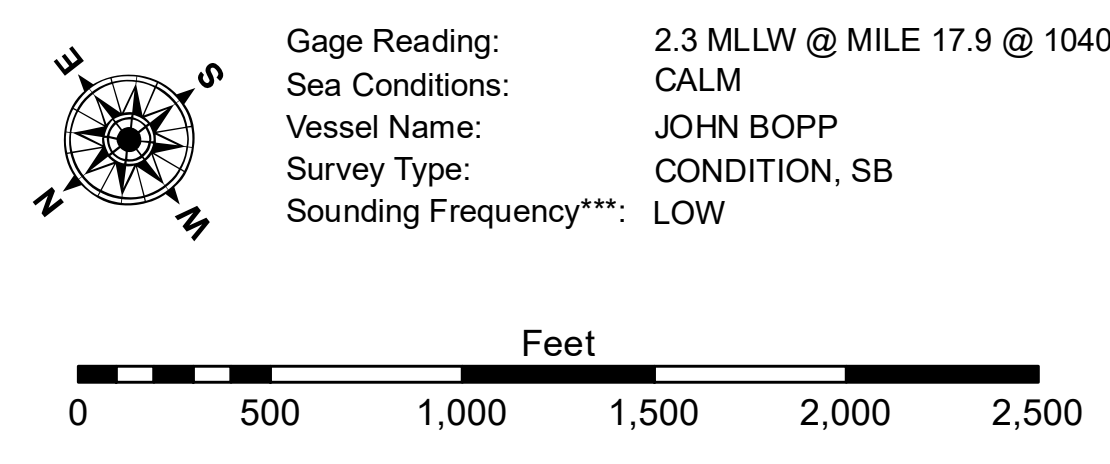 E S N W
Gage Reading: 2.3 MLLW @ MILE 17.9 @ 1040
Sea Conditions: CALM
Vessel Name: JOHN BOPP
Survey Type: CONDITION, SB
Sounding Frequency***: LOW
Feet
0 500 1,000 1,500 2,000 2,500